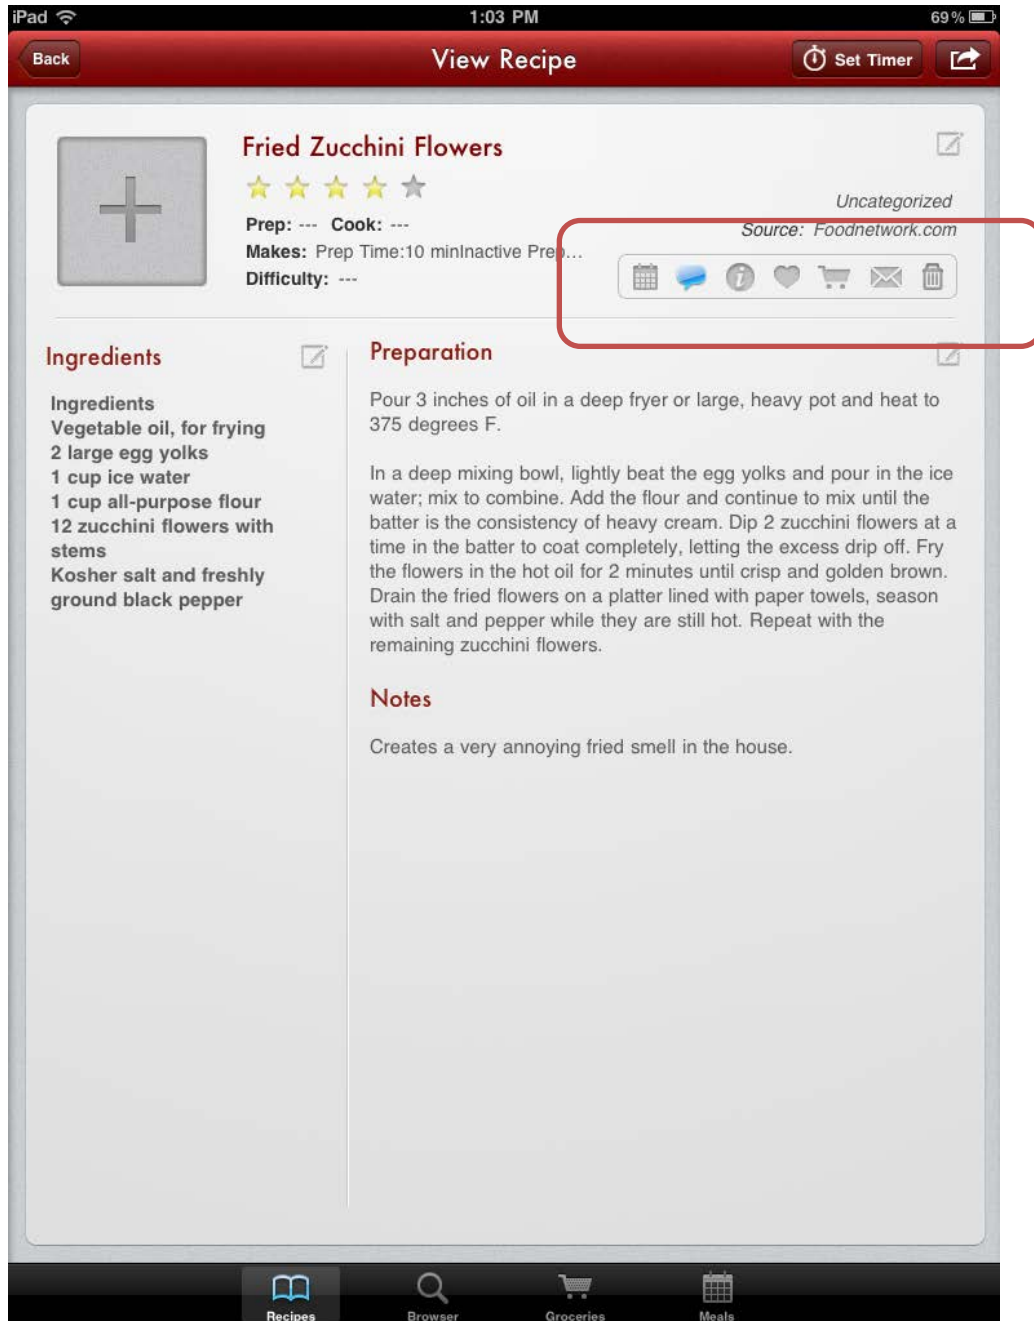 iPad 1:03 PM 69%
Back View Recipe Set Timer
Fried Zucchini Flowers
Uncategorized
Prep: --- Cook: ---
Source: Foodnetwork.com
Makes: Prep Time:10 minInactive Prep...
Difficulty: ---
Ingredients
Ingredients
Vegetable oil, for frying
2 large egg yolks
1 cup ice water
1 cup all-purpose flour
12 zucchini flowers with
stems
Kosher salt and freshly
ground black pepper
Preparation
Pour 3 inches of oil in a deep fryer or large, heavy pot and heat to
375 degrees F.
In a deep mixing bowl, lightly beat the egg yolks and pour in the ice
water; mix to combine. Add the flour and continue to mix until the
batter is the consistency of heavy cream. Dip 2 zucchini flowers at a
time in the batter to coat completely, letting the excess drip off. Fry
the flowers in the hot oil for 2 minutes until crisp and golden brown.
Drain the fried flowers on a platter lined with paper towels, season
with salt and pepper while they are still hot. Repeat with the
remaining zucchini flowers.
Notes
Creates a very annoying fried smell in the house.
Recipes Browser Groceries Meals